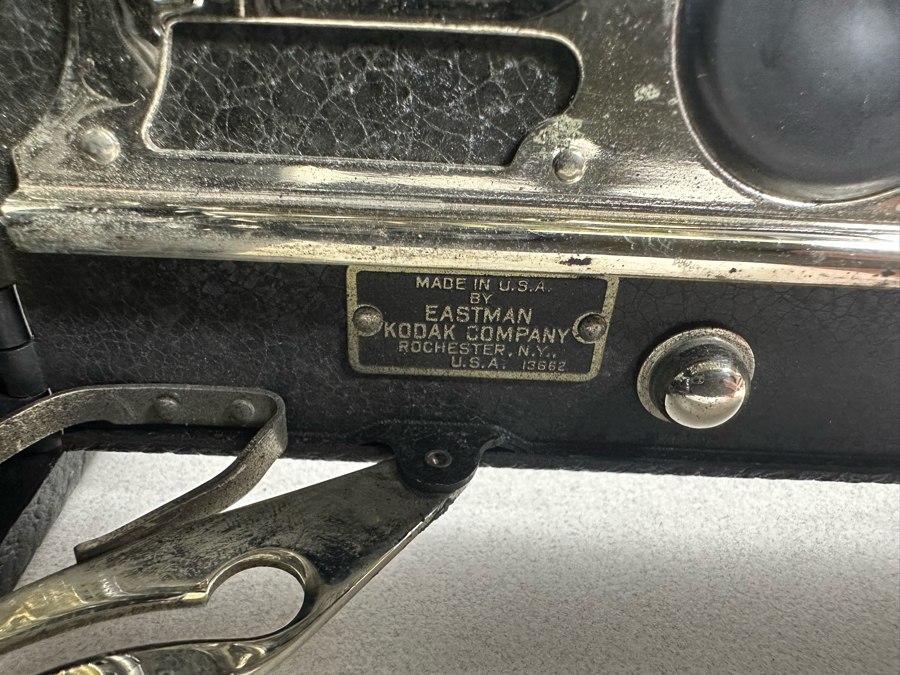 MADE IN U.S.A.
BY
EASTMAN
KODAK COMPANY
ROCHESTER, N.Y.,
U.S.A. 13662